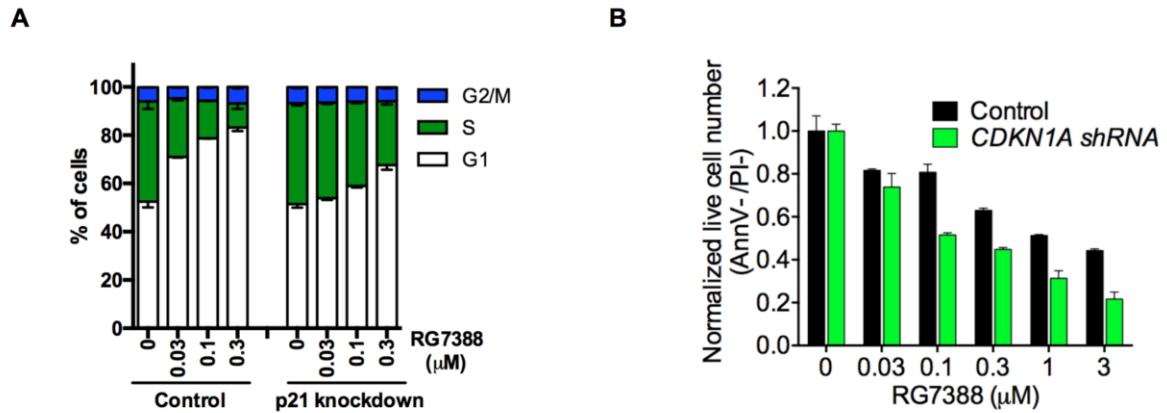 A
% of cells
100
80
60
40
20
0
G2/M
S
G1
0
0.03
0.1
0.3
0
0.03
0.1
0.3
RG7388
(μM)
Control
p21 knockdown
B
Normalized live cell number
(AnnV- /PI-)
1.2
1.0
0.8
0.6
0.4
0.2
0.0
Control
CDKN1A shRNA
0 0.03 0.1 0.3 1 3
RG7388 (μM)